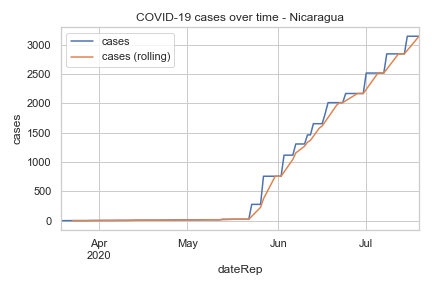 COVID-19 cases over time - Nicaragua
cases
cases (rolling)
3000
2500
2000
1500
1000
500
0
cases
Apr
2020
May
Jun
Jul
dateRep